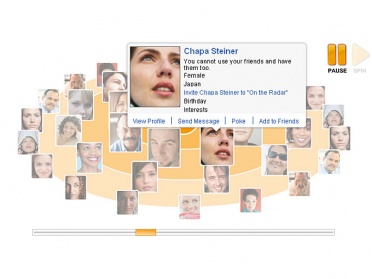 Chapa Steiner
You cannot use your friends and have
them too.
Female
Japan
Invite Chapa Steiner to "On the Radar"
Birthday
Interests
View Profile | Send Message | Poke | Add to Friends
PAUSE SPIN